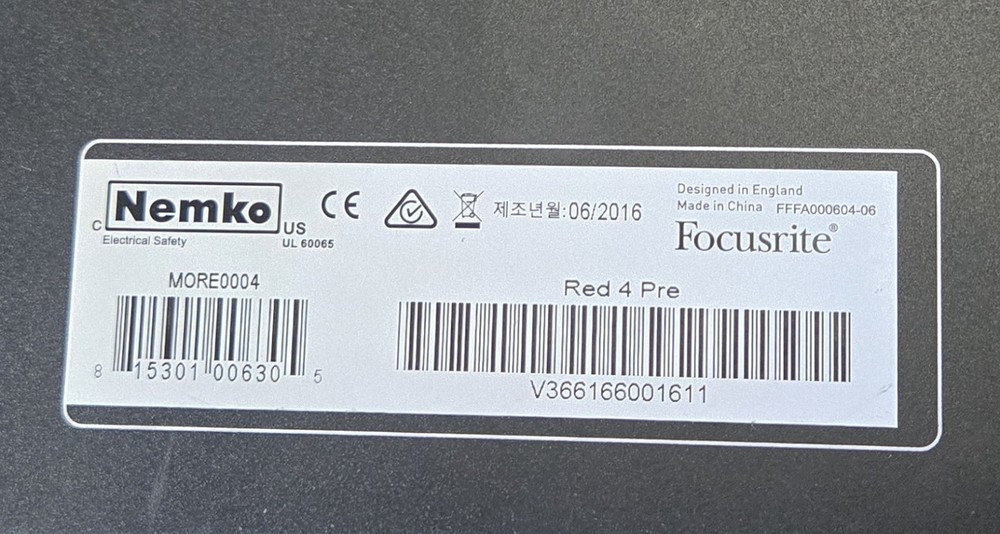 Nemko
C US
Electrical Safety UL 60065
CE
제조년월:06/2016
Designed in England
Made in China FFFA000604-06
Focusrite®
MORE0004
8 15301 00630 5
Red 4 Pre
V366166001611